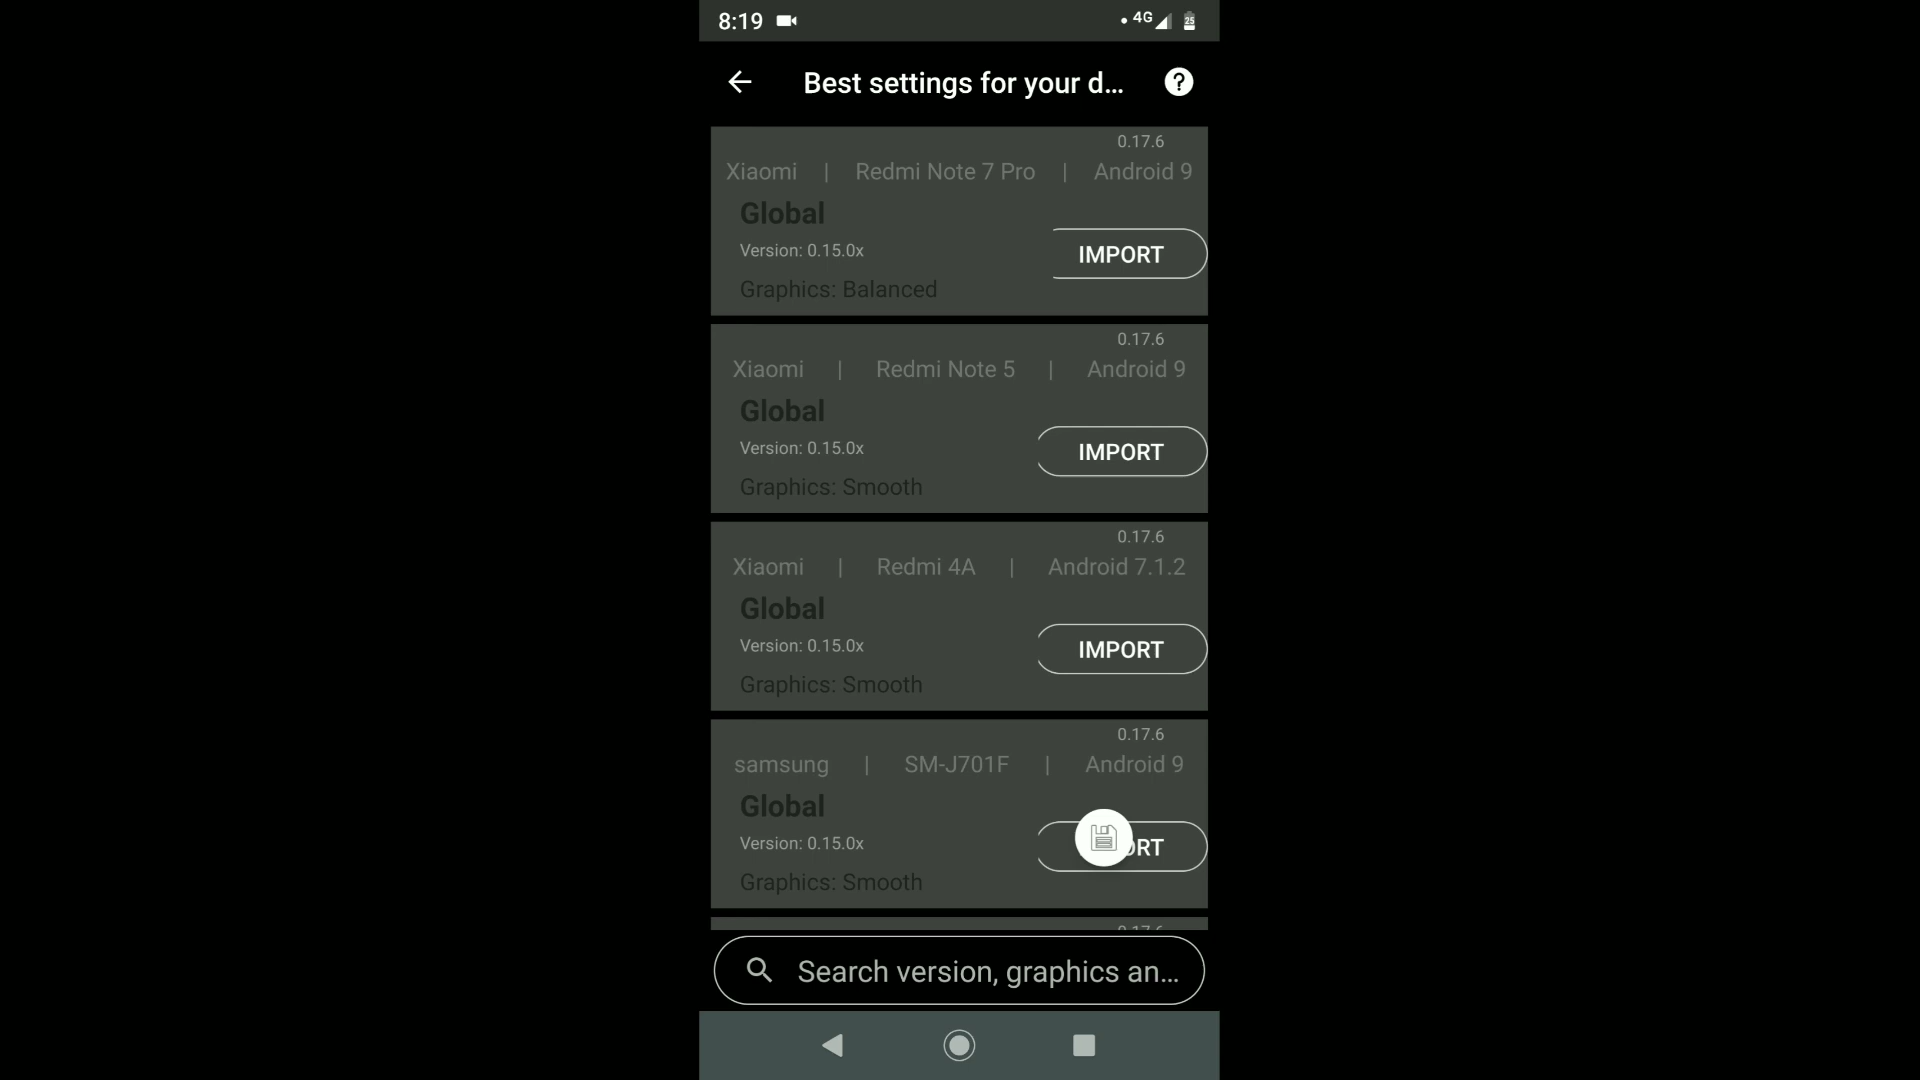 8:19 4G 25
Best settings for your d...
0.17.6
Xiaomi | Redmi Note 7 Pro | Android 9
Global
Version: 0.15.0x
IMPORT
Graphics: Balanced
0.17.6
Xiaomi | Redmi Note 5 | Android 9
Global
Version: 0.15.0x
IMPORT
Graphics: Smooth
0.17.6
Xiaomi | Redmi 4A | Android 7.1.2
Global
Version: 0.15.0x
IMPORT
Graphics: Smooth
0.17.6
samsung | SM-J701F | Android 9
Global
Version: 0.15.0x
ORT
Graphics: Smooth
Search version, graphics an...